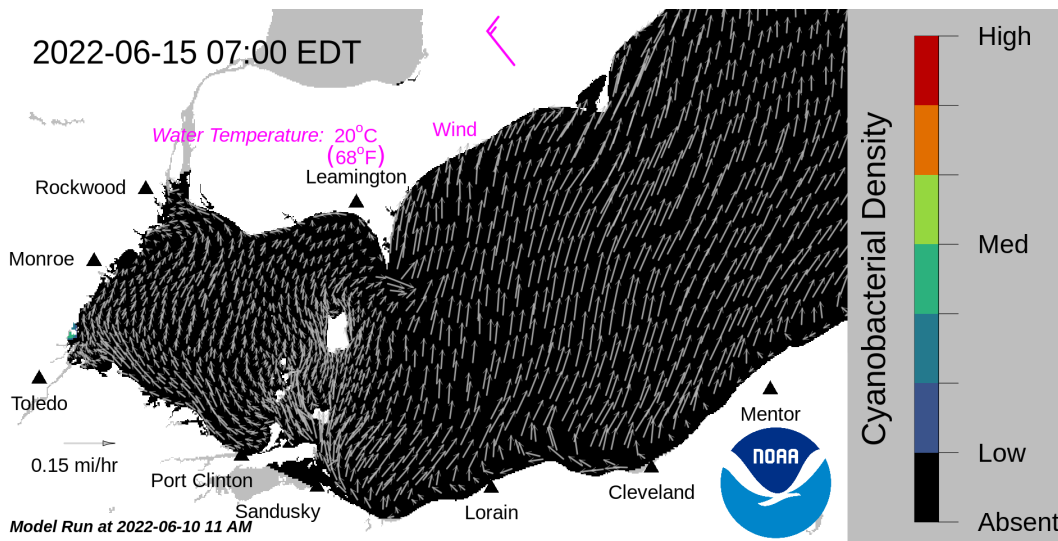 2022-06-15 07:00 EDT
Water Temperature: 20°C
(68°F)
Wind
Leamington
Rockwood
Monroe
Toledo
0.15 mi/hr
Port Clinton
Sandusky
Lorain
Cleveland
Mentor
NOAA
Model Run at 2022-06-10 11 AM
Cyanobacterial Density
High
Med
Low
Absent